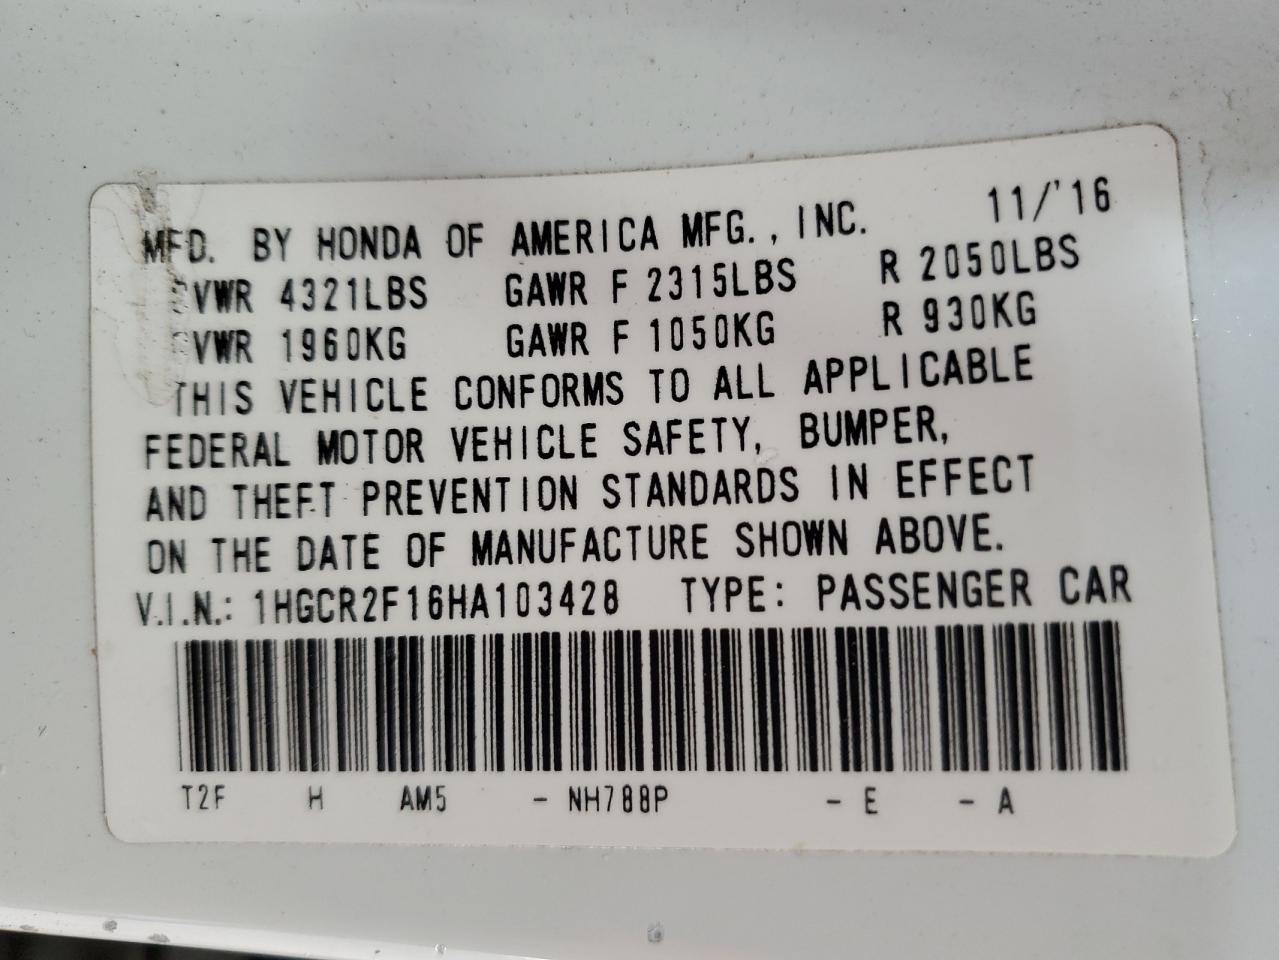 MFD. BY HONDA OF AMERICA MFG., INC. 11/'16
GVWR 4321LBS GAWR F 2315LBS R 2050LBS
GVWR 1960KG GAWR F 1050KG R 930KG
THIS VEHICLE CONFORMS TO ALL APPLICABLE
FEDERAL MOTOR VEHICLE SAFETY, BUMPER,
AND THEFT PREVENTION STANDARDS IN EFFECT
ON THE DATE OF MANUFACTURE SHOWN ABOVE.
V.I.N.: 1HGCR2F16HA103428 TYPE: PASSENGER CAR
T2F H AM5 - NH788P - E - A